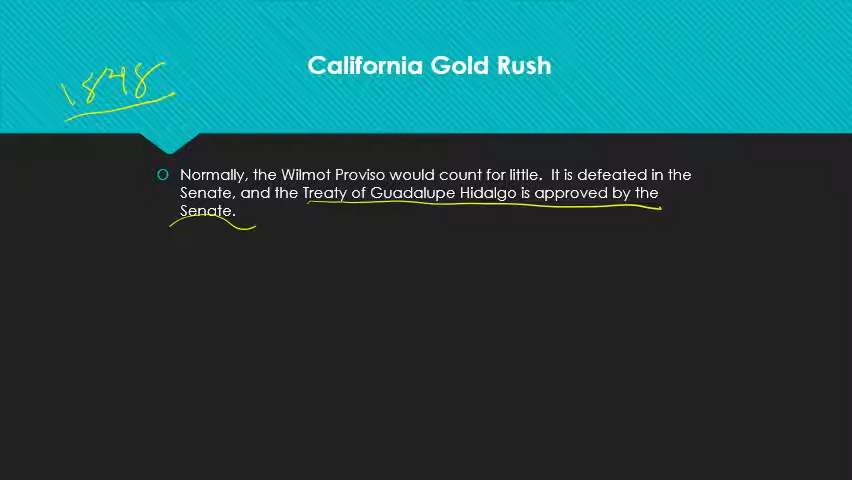 California Gold Rush
1848
Normally, the Wilmot Proviso would count for little.  It is defeated in the
Senate, and the Treaty of Guadalupe Hidalgo is approved by the
Senate.